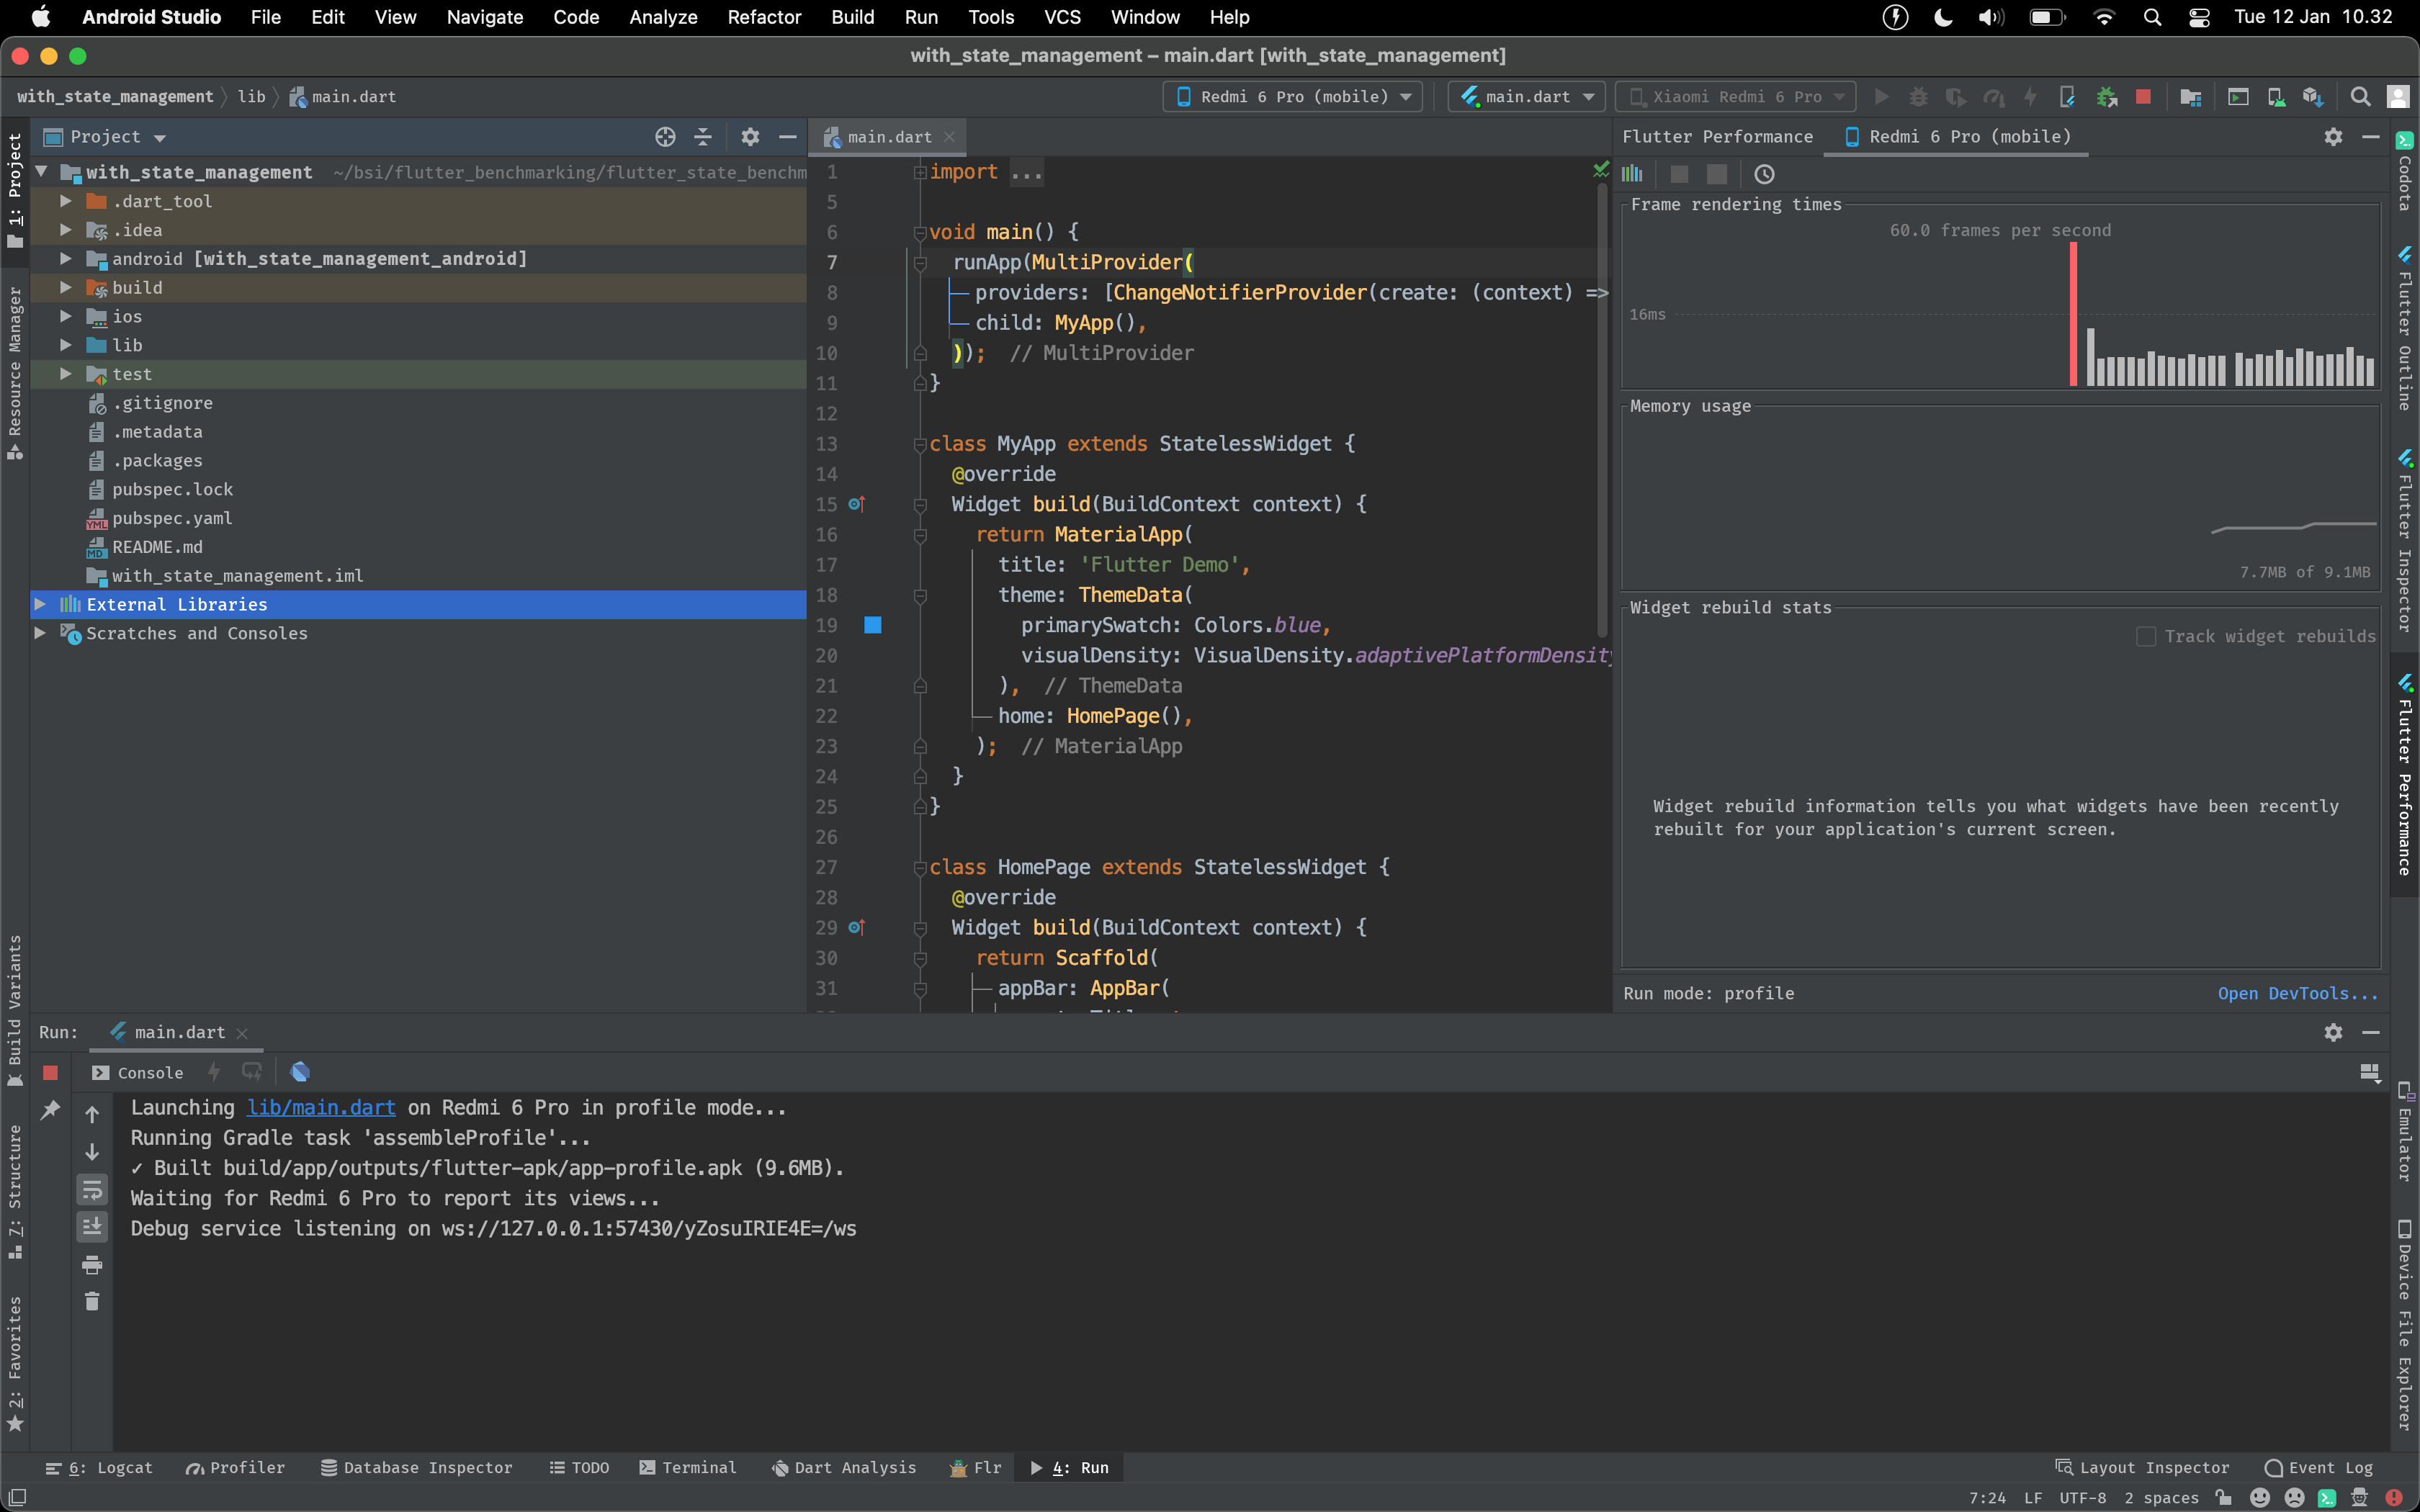 Android Studio File Edit View Navigate Code Analyze Refactor Build Run Tools VCS Window Help Tue 12 Jan 10.32
with_state_management – main.dart [with_state_management]
with_state_management lib main.dart Redmi 6 Pro (mobile) main.dart Xiaomi Redmi 6 Pro
Project
with_state_management ~/bsi/flutter_benchmarking/flutter_state_benchm
.dart_tool
.idea
android [with_state_management_android]
build
ios
lib
test
.gitignore
.metadata
.packages
pubspec.lock
pubspec.yaml
README.md
with_state_management.iml
External Libraries
Scratches and Consoles
1: Project
Resource Manager
Build Variants
7: Structure
2: Favorites
main.dart
1 import ...
5
6 void main() {
7 runApp(MultiProvider(
8 providers: [ChangeNotifierProvider(create: (context) =>
9 child: MyApp(),
10 )); // MultiProvider
11 }
12
13 class MyApp extends StatelessWidget {
14 @override
15 Widget build(BuildContext context) {
16 return MaterialApp(
17 title: 'Flutter Demo',
18 theme: ThemeData(
19 primarySwatch: Colors.blue,
20 visualDensity: VisualDensity.adaptivePlatformDensity
21 ), // ThemeData
22 home: HomePage(),
23 ); // MaterialApp
24 }
25 }
26
27 class HomePage extends StatelessWidget {
28 @override
29 Widget build(BuildContext context) {
30 return Scaffold(
31 appBar: AppBar(
Flutter Performance Redmi 6 Pro (mobile)
Frame rendering times
60.0 frames per second
16ms
Memory usage
7.7MB of 9.1MB
Widget rebuild stats
Track widget rebuilds
Widget rebuild information tells you what widgets have been recently
rebuilt for your application's current screen.
Run mode: profile Open DevTools...
Codota
Flutter Outline
Flutter Inspector
Flutter Performance
Emulator
Device File Explorer
Run: main.dart
Console
Launching lib/main.dart on Redmi 6 Pro in profile mode...
Running Gradle task 'assembleProfile'...
✓ Built build/app/outputs/flutter-apk/app-profile.apk (9.6MB).
Waiting for Redmi 6 Pro to report its views...
Debug service listening on ws://127.0.0.1:57430/yZosuIRIE4E=/ws
6: Logcat Profiler Database Inspector TODO Terminal Dart Analysis Flr 4: Run Layout Inspector Event Log
7:24 LF UTF-8 2 spaces